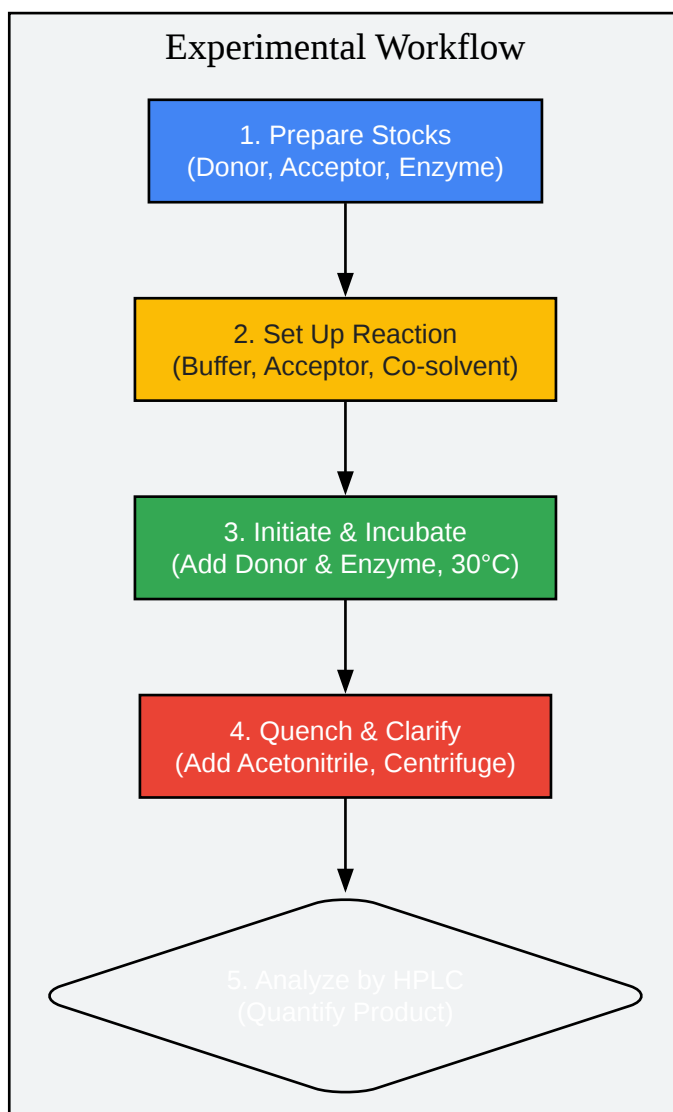 Experimental Workflow
1. Prepare Stocks
(Donor, Acceptor, Enzyme)
2. Set Up Reaction
(Buffer, Acceptor, Co-solvent)
3. Initiate & Incubate
(Add Donor & Enzyme, 30°C)
4. Quench & Clarify
(Add Acetonitrile, Centrifuge)
5. Analyze by HPLC
(Quantify Product)